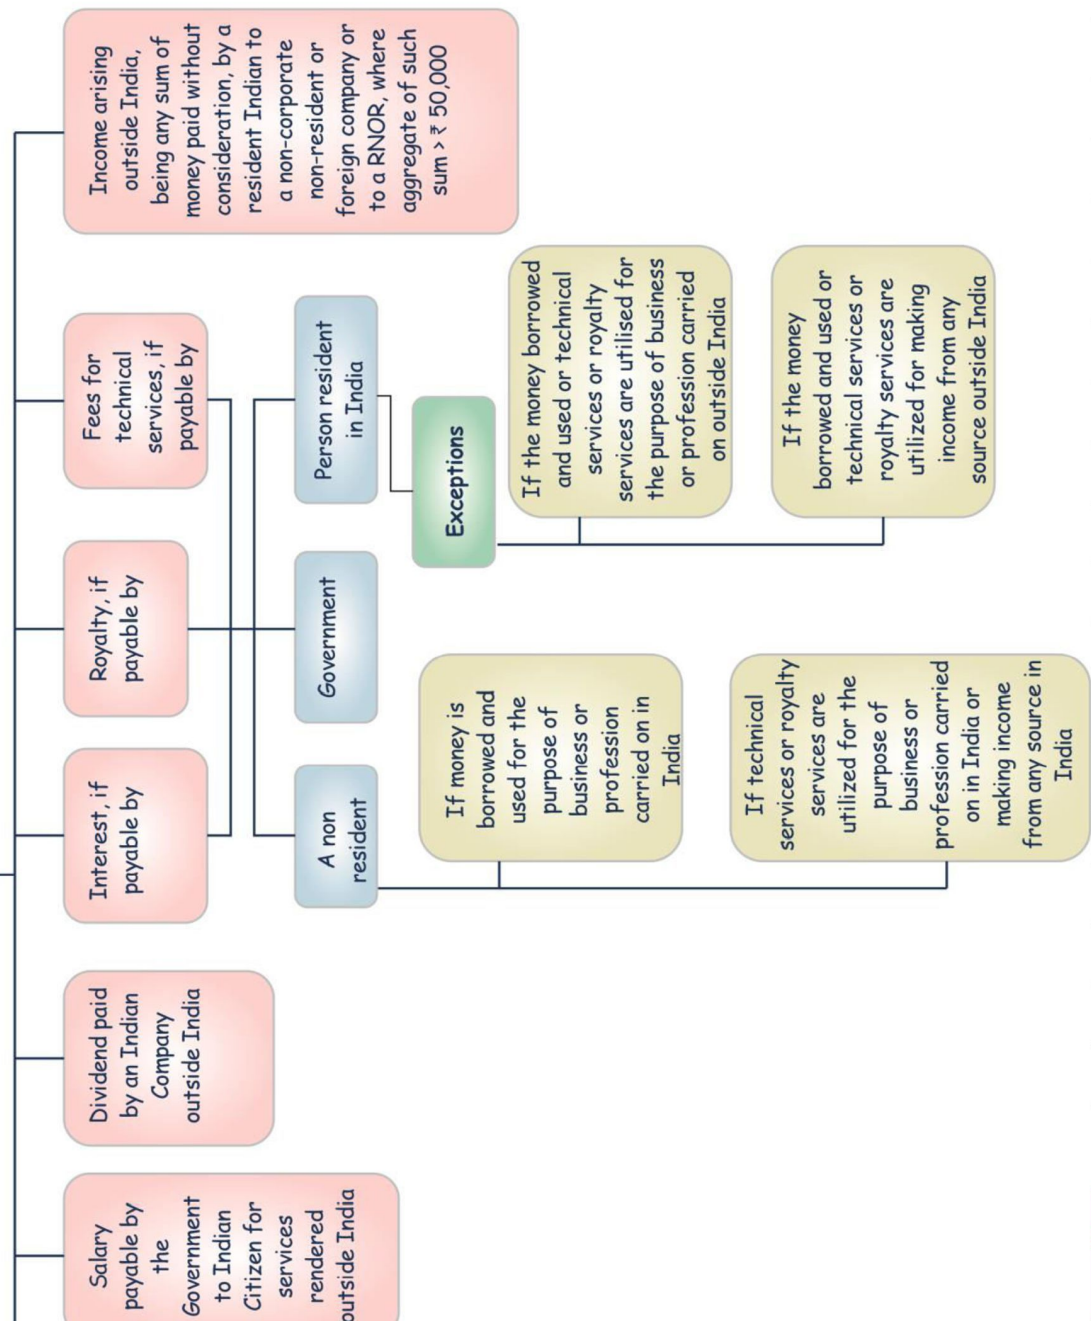 Salary
payable by
the
Government
to Indian
Citizen for
services
rendered
outside India
Dividend paid
by an Indian
Company
outside India
Interest, if
payable by
Royalty, if
payable by
Fees for
technical
services, if
payable by
Income arising
outside India,
being any sum of
money paid without
consideration, by a
resident Indian to
a non-corporate
non-resident or
foreign company or
to a RNOR, where
aggregate of such
sum > ₹ 50,000
A non
resident
Government
Person resident
in India
If money is
borrowed and
used for the
purpose of
business or
profession
carried on in
India
If technical
services or royalty
services are
utilized for the
purpose of
business or
profession carried
on in India or
making income
from any source in
India
Exceptions
If the money borrowed
and used or technical
services or royalty
services are utilised for
the purpose of business
or profession carried
on outside India
If the money
borrowed and used or
technical services or
royalty services are
utilized for making
income from any
source outside India